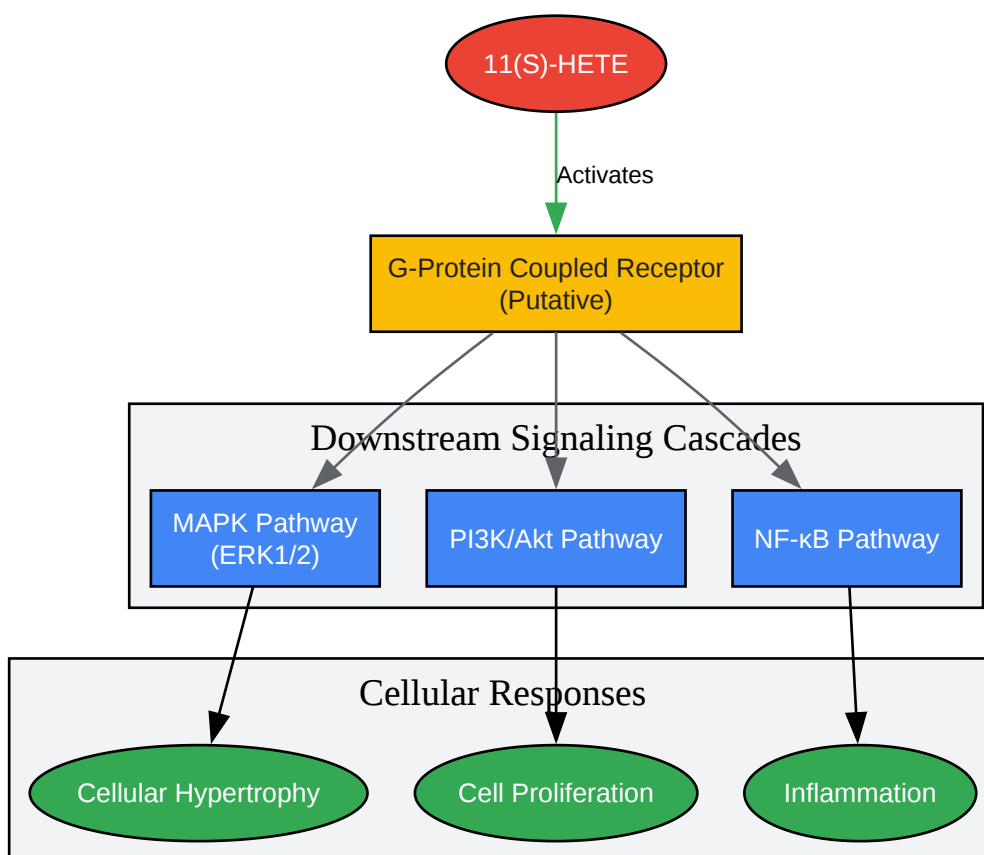 11(S)-HETE
Activates
G-Protein Coupled Receptor
(Putative)
Downstream Signaling Cascades
MAPK Pathway
(ERK1/2)
PI3K/Akt Pathway
NF-κB Pathway
Cellular Responses
Cellular Hypertrophy
Cell Proliferation
Inflammation